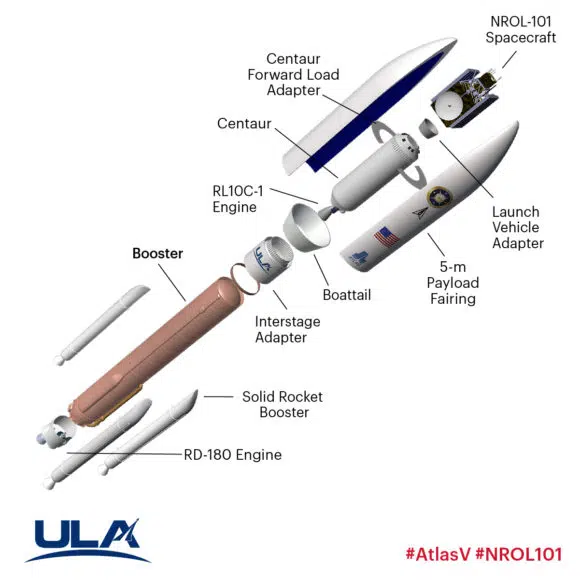 NROL-101
Spacecraft
Centaur
Forward Load
Adapter
Centaur
RL10C-1
Engine
Launch
Vehicle
Adapter
5-m
Payload
Fairing
Boattail
Booster
ULA
Interstage
Adapter
Solid Rocket
Booster
RD-180 Engine
ULA
#AtlasV #NROL101